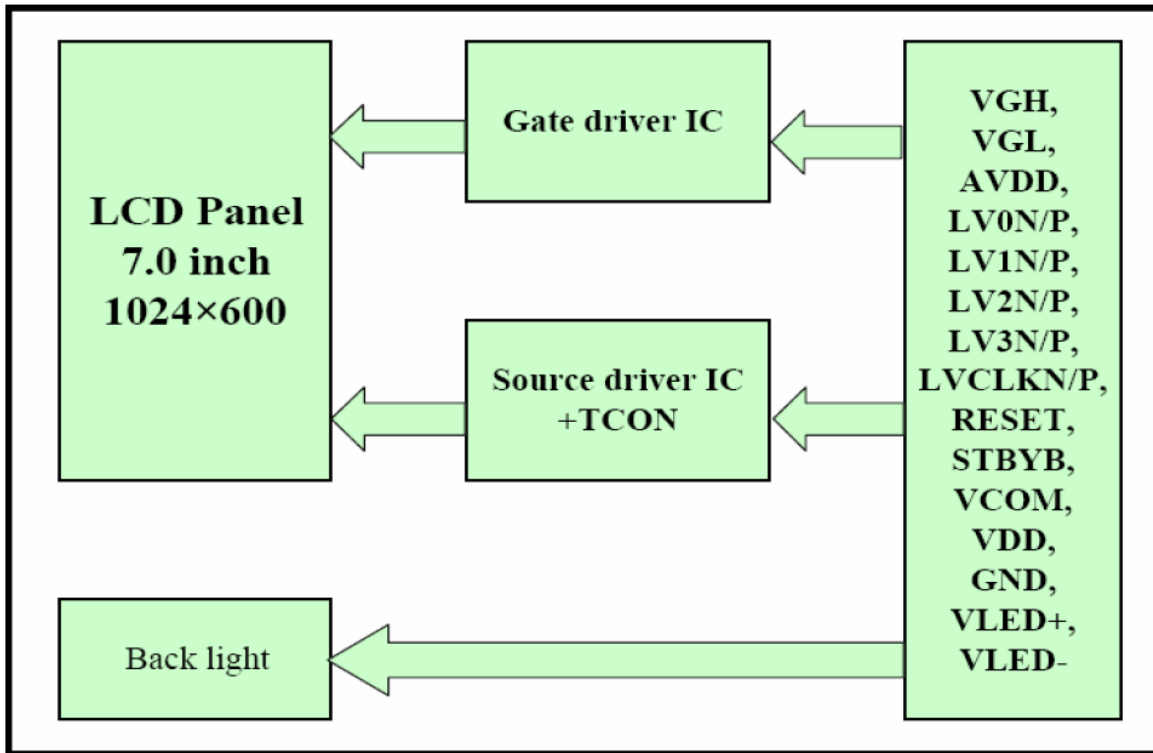 LCD Panel
7.0 inch
1024×600
Gate driver IC
Source driver IC
+TCON
Back light
VGH,
VGL,
AVDD,
LV0N/P,
LV1N/P,
LV2N/P,
LV3N/P,
LVCLKN/P,
RESET,
STBYB,
VCOM,
VDD,
GND,
VLED+,
VLED-